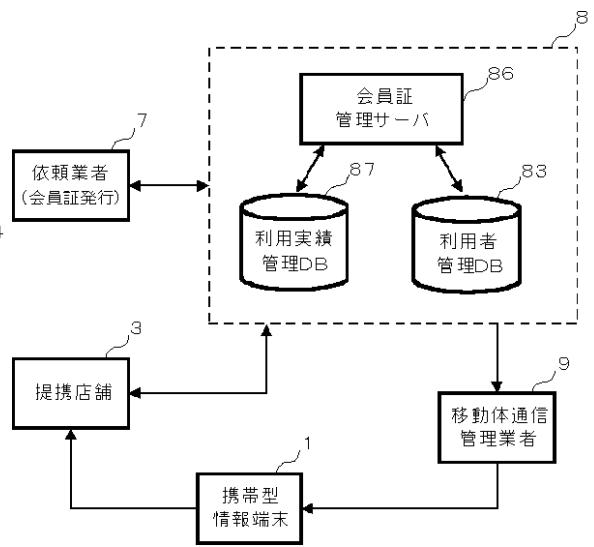 8
86
会員証
管理サーバ
7
依頼業者
(会員証発行)
87
83
利用実績
管理DB
利用者
管理DB
3
提携店舗
9
移動体通信
管理業者
1
携帯型
情報端末